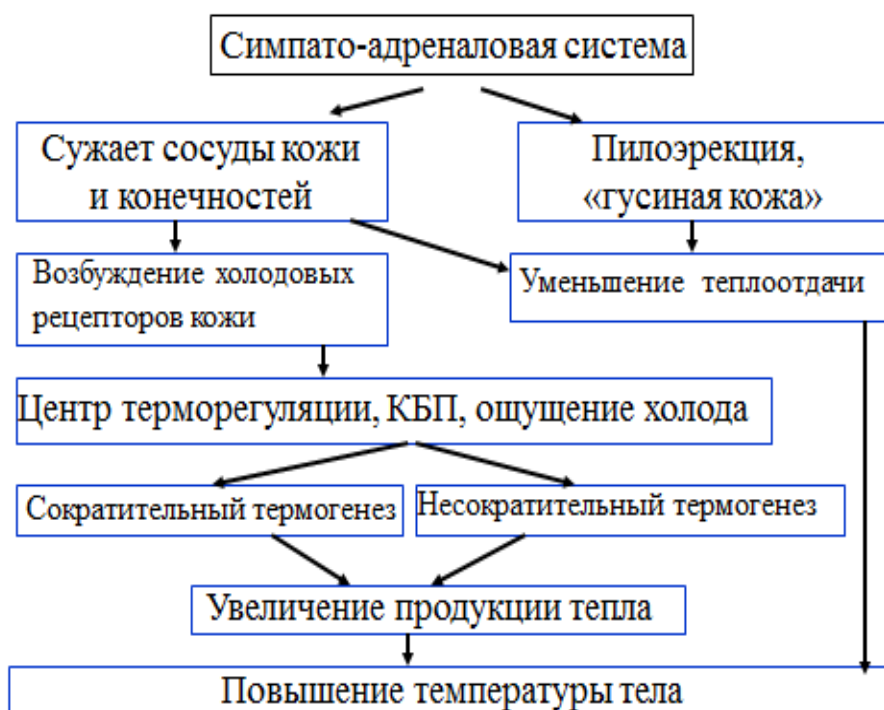 Симпато-адреналовая система
Сужает сосуды кожи
и конечностей
Пилоэрекция,
«гусиная кожа»
Возбуждение холодовых
рецепторов кожи
Уменьшение теплоотдачи
Центр терморегуляции, КБП, ощущение холода
Сократительный термогенез
Несократительный термогенез
Увеличение продукции тепла
Повышение температуры тела